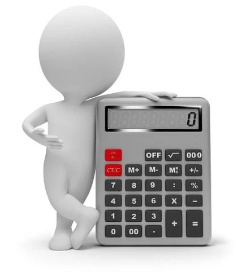 0
OFF √ 000
C\C M+ M- M +/-
7 8 9 : %
4 5 6 X -
1 2 3 + =
0 00 ·